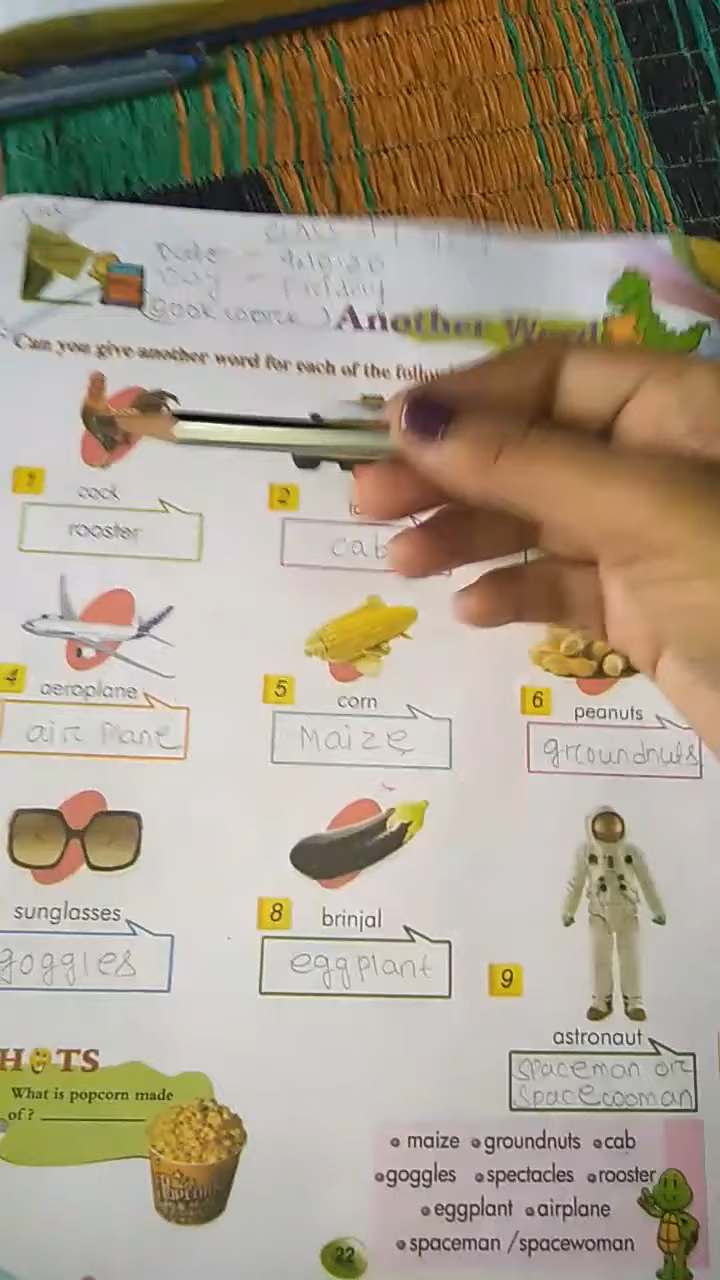 Date -
Day - Friday
Another Word
Can you give another word for each of the
1
cock
rooster
2
cab
4
aeroplane
air Plane
5
corn
Maize
6
peanuts
groundnuts
sunglasses
goggles
8
brinjal
eggplant
9
astronaut
spaceman or
spacewoman
HOTS
What is popcorn made
of?
maize groundnuts cab
goggles spectacles rooster
eggplant airplane
spaceman /spacewoman
22